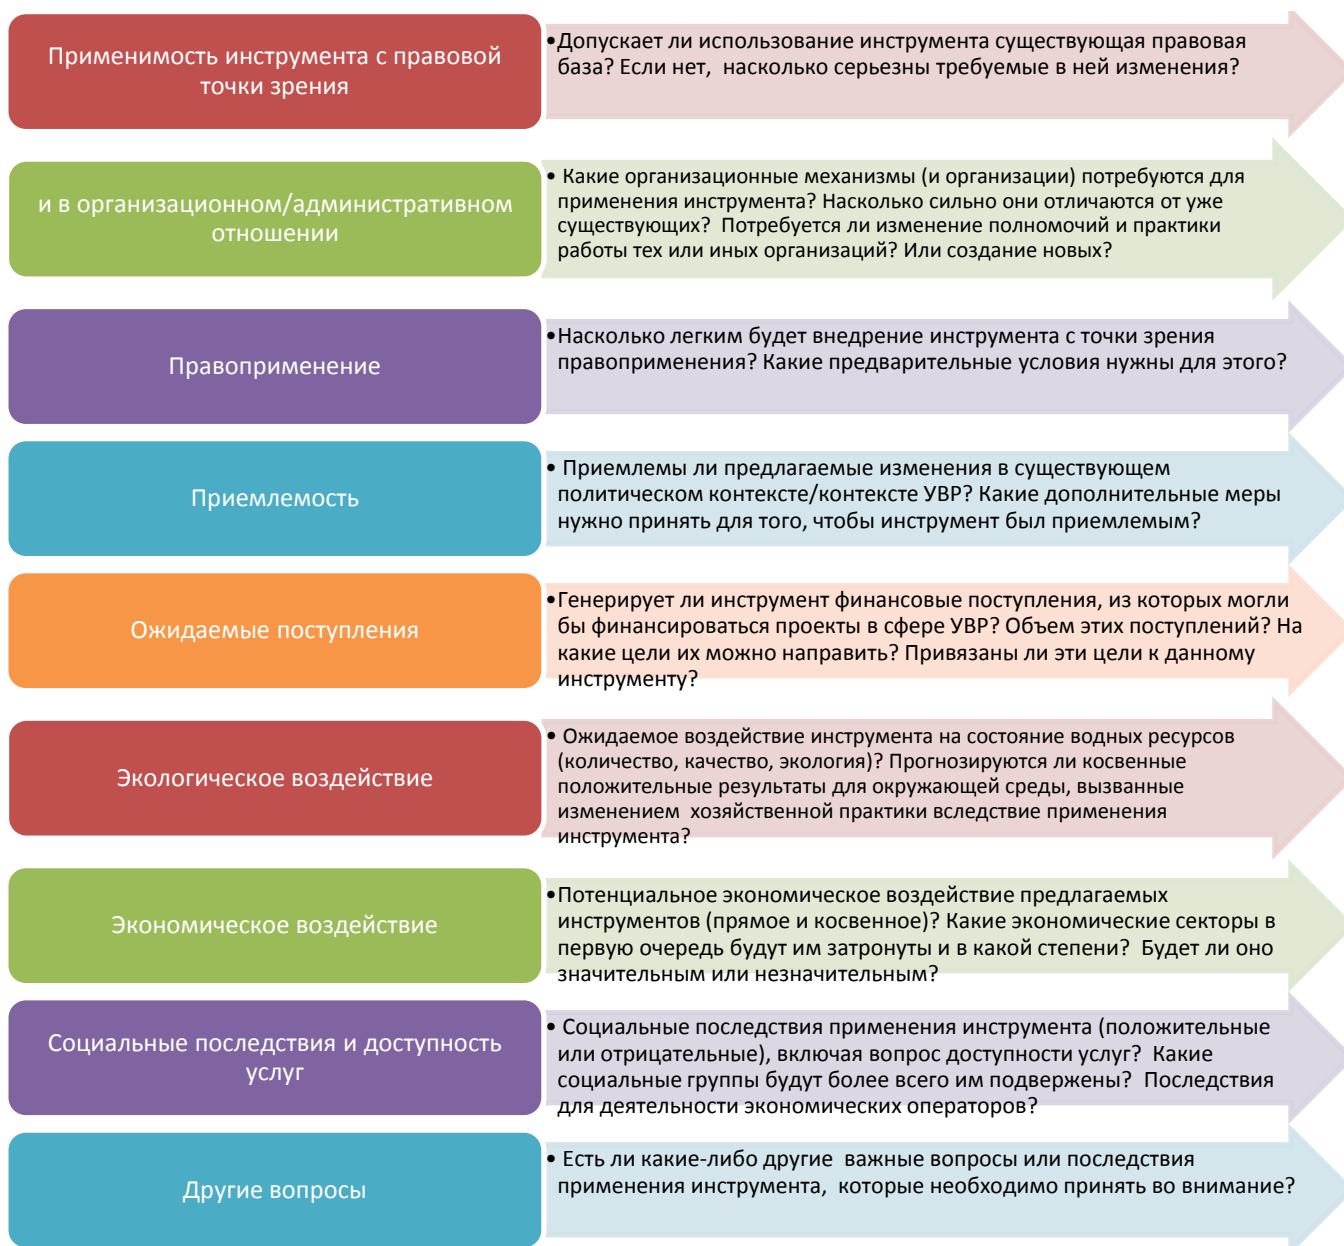 Применимость инструмента с правовой
точки зрения
•Допускает ли использование инструмента существующая правовая
база? Если нет, насколько серьезны требуемые в ней изменения?
и в организационном/административном
отношении
• Какие организационные механизмы (и организации) потребуются для
применения инструмента? Насколько сильно они отличаются от уже
существующих? Потребуется ли изменение полномочий и практики
работы тех или иных организаций? Или создание новых?
Правоприменение
•Насколько легким будет внедрение инструмента с точки зрения
правоприменения? Какие предварительные условия нужны для этого?
Приемлемость
• Приемлемы ли предлагаемые изменения в существующем
политическом контексте/контексте УВР? Какие дополнительные меры
нужно принять для того, чтобы инструмент был приемлемым?
Ожидаемые поступления
•Генерирует ли инструмент финансовые поступления, из которых могли
бы финансироваться проекты в сфере УВР? Объем этих поступлений? На
какие цели их можно направить? Привязаны ли эти цели к данному
инструменту?
Экологическое воздействие
• Ожидаемое воздействие инструмента на состояние водных ресурсов
(количество, качество, экология)? Прогнозируются ли косвенные
положительные результаты для окружающей среды, вызванные
изменением хозяйственной практики вследствие применения
инструмента?
Экономическое воздействие
•Потенциальное экономическое воздействие предлагаемых
инструментов (прямое и косвенное)? Какие экономические секторы в
первую очередь будут им затронуты и в какой степени? Будет ли оно
значительным или незначительным?
Социальные последствия и доступность
услуг
• Социальные последствия применения инструмента (положительные
или отрицательные), включая вопрос доступности услуг? Какие
социальные группы будут более всего им подвержены? Последствия
для деятельности экономических операторов?
Другие вопросы
• Есть ли какие-либо другие важные вопросы или последствия
применения инструмента, которые необходимо принять во внимание?